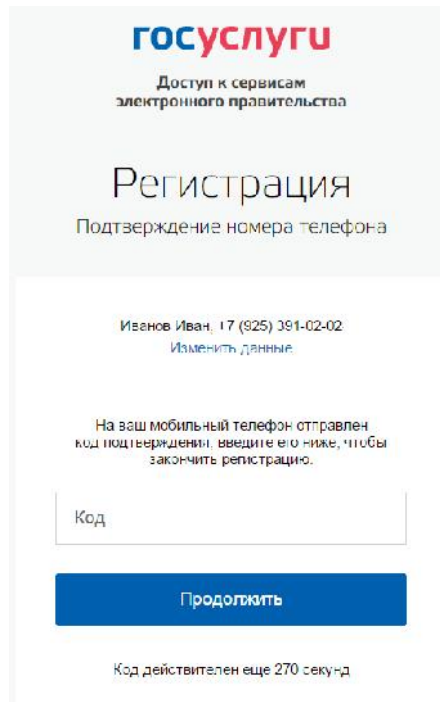 госуслуги
Доступ к сервисам
электронного правительства
Регистрация
Подтверждение номера телефона
Иванов Иван, +7 (925) 391-02-02
Изменить данные
На ваш мобильный телефон отправлен
код подтверждения, введите его ниже, чтобы
закончить регистрацию.
Код
Продолжить
Код действителен еще 270 секунд